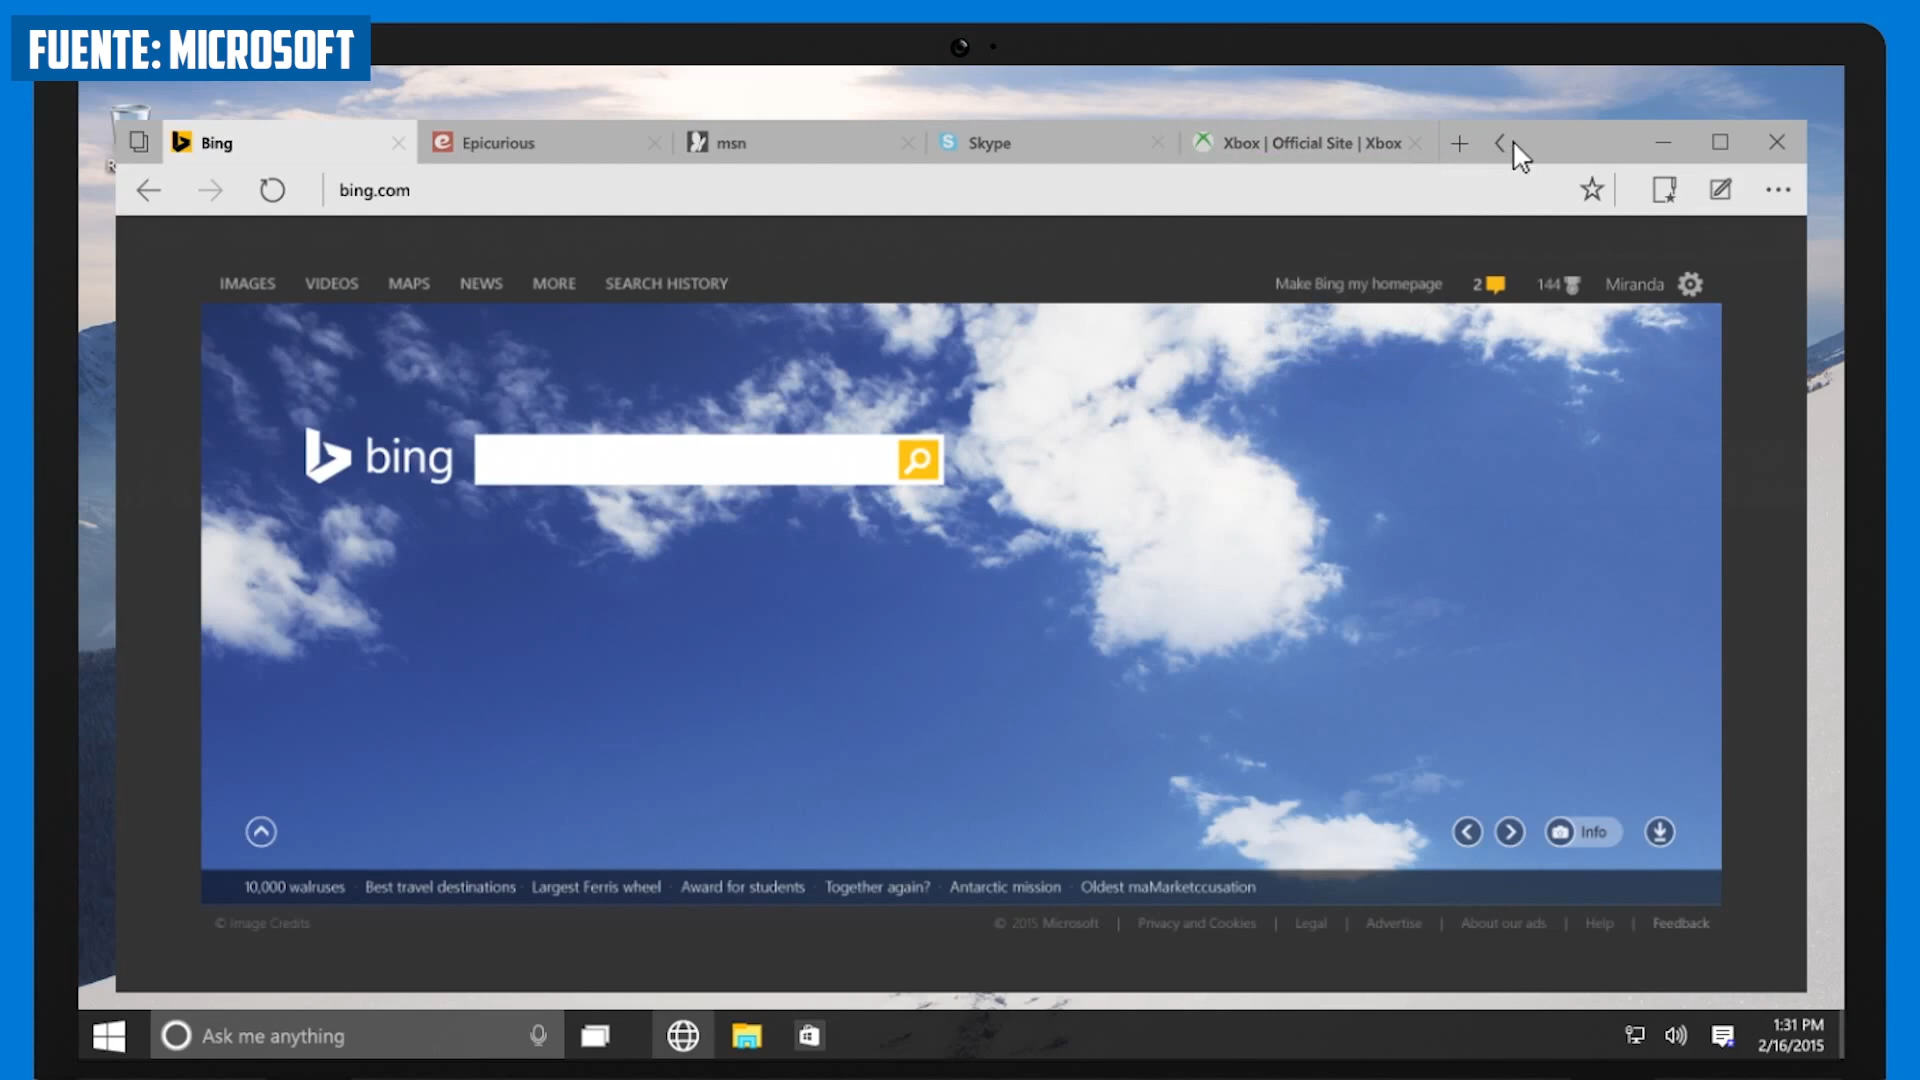 FUENTE: MICROSOFT
Bing
Epicurious
msn
Skype
Xbox | Official Site | Xbox
bing.com
IMAGES VIDEOS MAPS NEWS MORE SEARCH HISTORY
Make Bing my homepage 2 144 Miranda
bing
Info
10,000 walruses · Best travel destinations · Largest Ferris wheel · Award for students · Together again? · Antarctic mission · Oldest maMarketccusation
© Image Credits
© 2015 Microsoft | Privacy and Cookies | Legal | Advertise | About our ads | Help | Feedback
Ask me anything
1:31 PM
2/16/2015